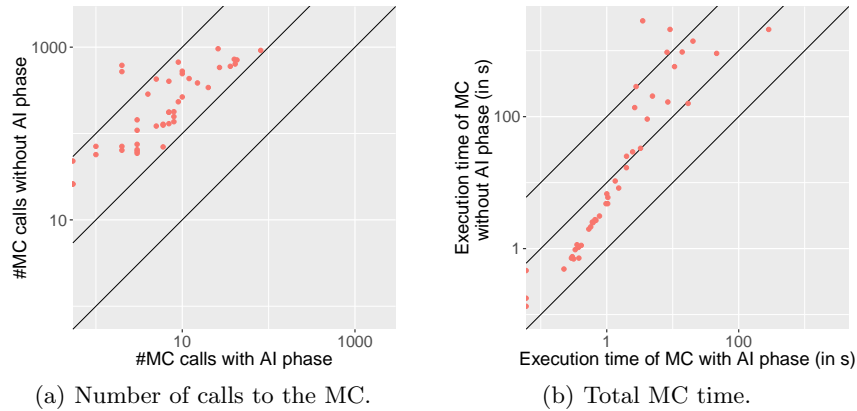 1000
10
#MC calls without AI phase
10
1000
#MC calls with AI phase
(a) Number of calls to the MC.
100
1
Execution time of MC
without AI phase (in s)
1
100
Execution time of MC with AI phase (in s)
(b) Total MC time.